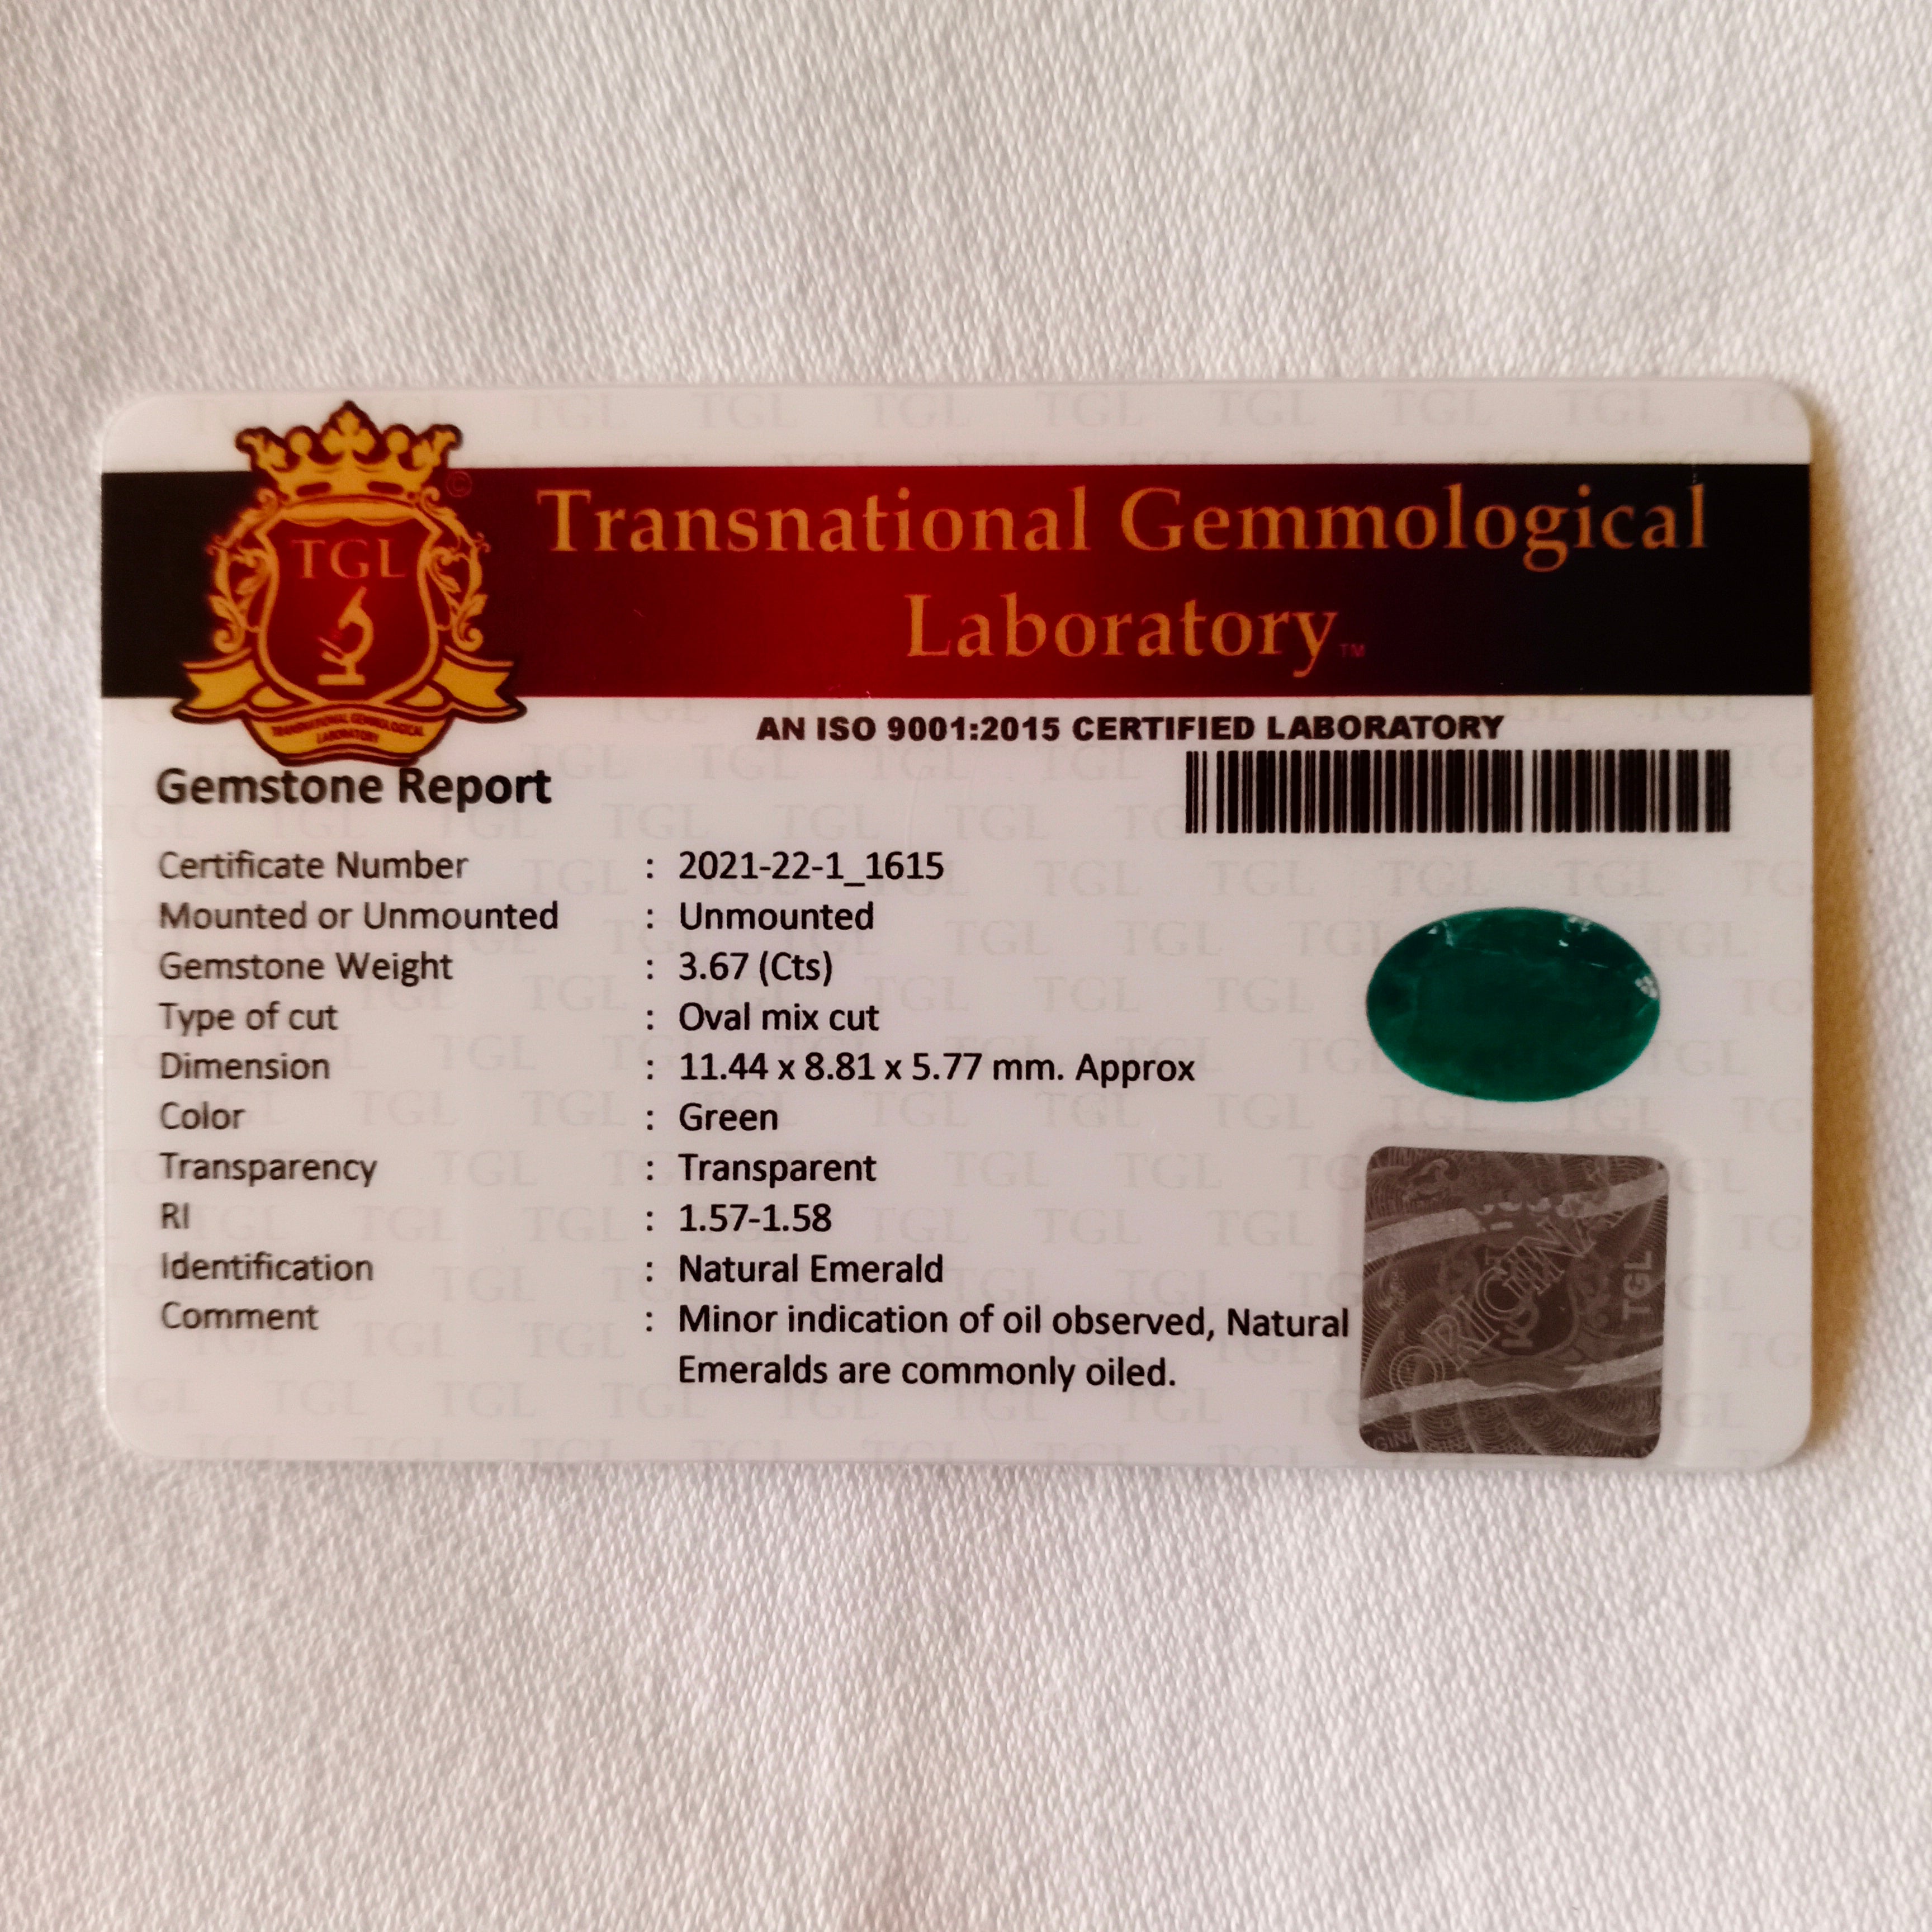 TGL
©
Transnational Gemmological
Laboratory™
TRANSNATIONAL GEMMOLOGICAL
LABORATORY
AN ISO 9001:2015 CERTIFIED LABORATORY
Gemstone Report
Certificate Number : 2021-22-1_1615
Mounted or Unmounted : Unmounted
Gemstone Weight : 3.67 (Cts)
Type of cut : Oval mix cut
Dimension : 11.44 x 8.81 x 5.77 mm. Approx
Color : Green
Transparency : Transparent
RI : 1.57-1.58
Identification : Natural Emerald
Comment : Minor indication of oil observed, Natural
Emeralds are commonly oiled.
ORIGINAL
TGL